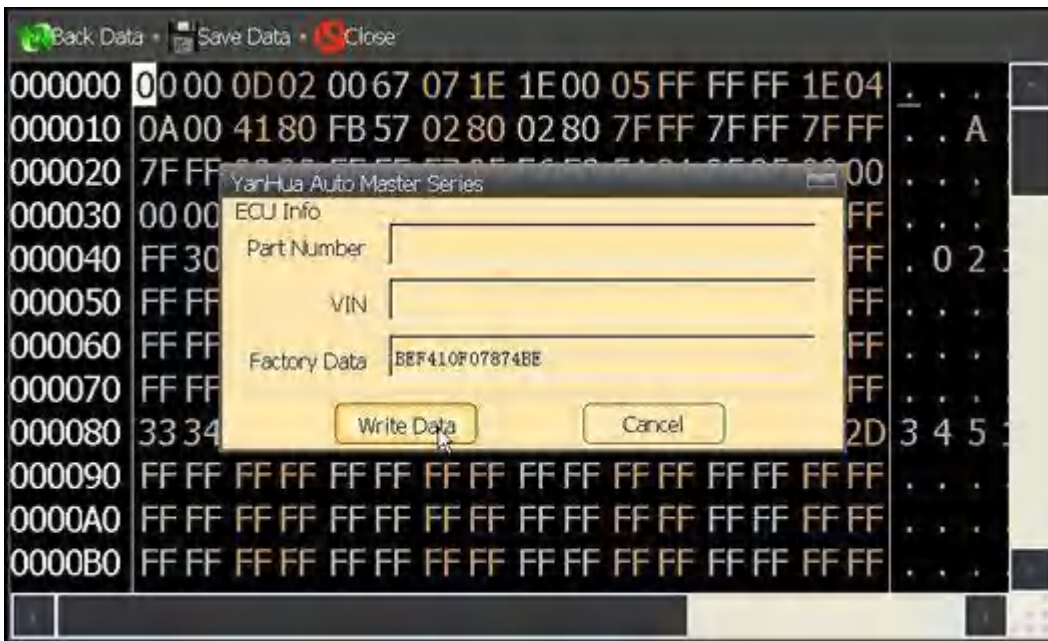 Back Data • Save Data • Close
000000 00 00 0D 02 00 67 07 1E 1E 00 05 FF FF FF 1E 04 . . . .
000010 0A 00 41 80 FB 57 02 80 02 80 7F FF 7F FF 7F FF . . A
000020 7F FF 00 . . .
YanHua Auto Master Series
000030 00 00 FF . . .
ECU Info
Part Number
000040 FF 30 FF . 0 2
000050 FF FF FF . . .
VIN
000060 FF FF FF . . .
Factory Data BEF410F07874BE
000070 FF FF FF . . .
000080 33 34 2D 3 4 5
Write Data Cancel
000090 FF FF FF FF FF FF FF FF FF FF FF FF FF FF FF FF . . .
0000A0 FF FF FF FF FF FF FF FF FF FF FF FF FF FF FF FF . . .
0000B0 FF FF FF FF FF FF FF FF FF FF FF FF FF FF FF FF . . .